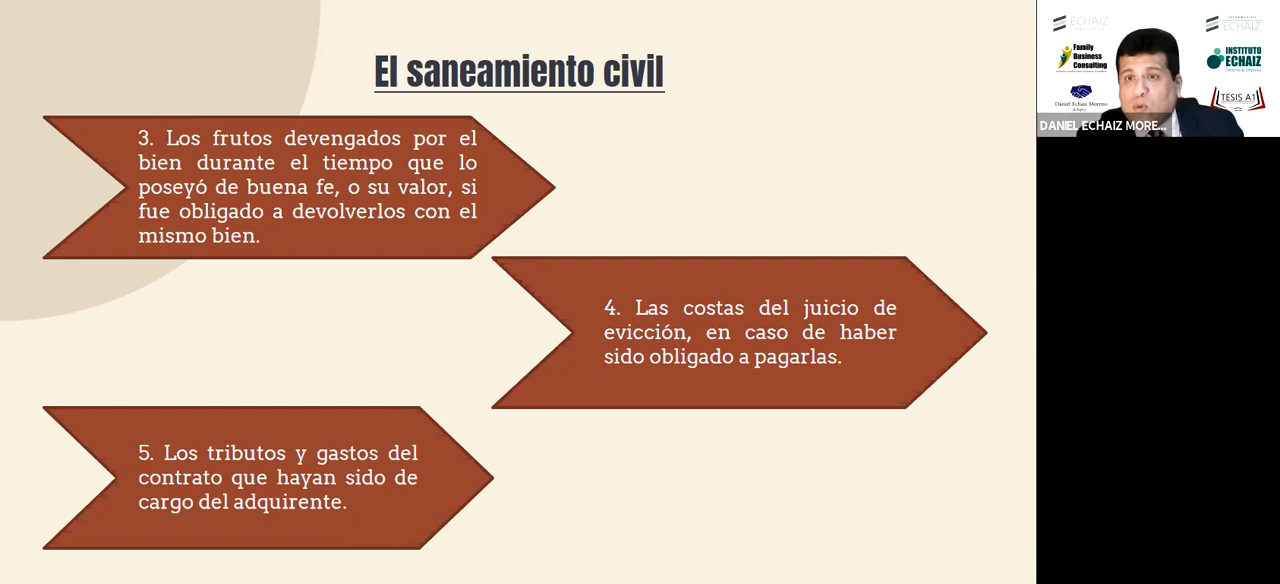 El saneamiento civil
3. Los frutos devengados por el
bien durante el tiempo que lo
poseyó de buena fe, o su valor, si
fue obligado a devolverlos con el
mismo bien.
4. Las costas del juicio de
evicción, en caso de haber
sido obligado a pagarlas.
5. Los tributos y gastos del
contrato que hayan sido de
cargo del adquirente.
ECHAIZ
ECHAIZ
Family
Business
Consulting
INSTITUTO
ECHAIZ
Daniel Echaiz Moreno
TESIS A1
DANIEL ECHAIZ MORE...